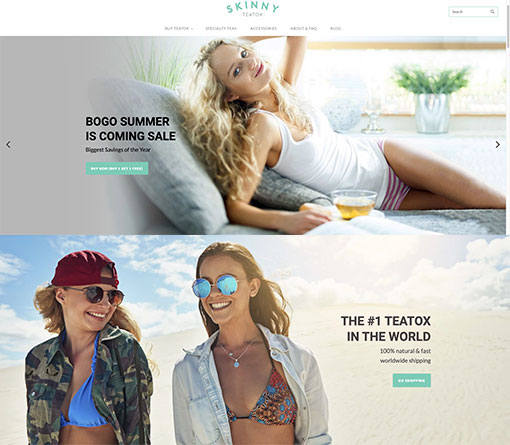 SKINNY
TEATOX
Search
BUY TEATOX
SPECIALTY TEAS
ACCESSORIES
ABOUT & FAQ
BLOG
BOGO SUMMER
IS COMING SALE
Biggest Savings of the Year
BUY NOW (BUY 1 GET 1 FREE)
THE #1 TEATOX
IN THE WORLD
100% natural & fast
worldwide shipping
GO SHOPPING